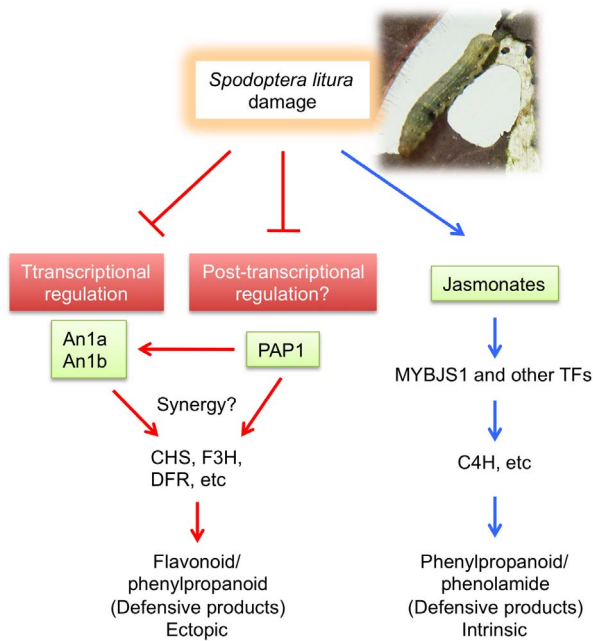 Spodoptera litura
damage
Ttranscriptional
regulation
Post-transcriptional
regulation?
Jasmonates
An1a
An1b
PAP1
MYBJS1 and other TFs
Synergy?
CHS, F3H,
DFR, etc
C4H, etc
Flavonoid/
phenylpropanoid
(Defensive products)
Ectopic
Phenylpropanoid/
phenolamide
(Defensive products)
Intrinsic